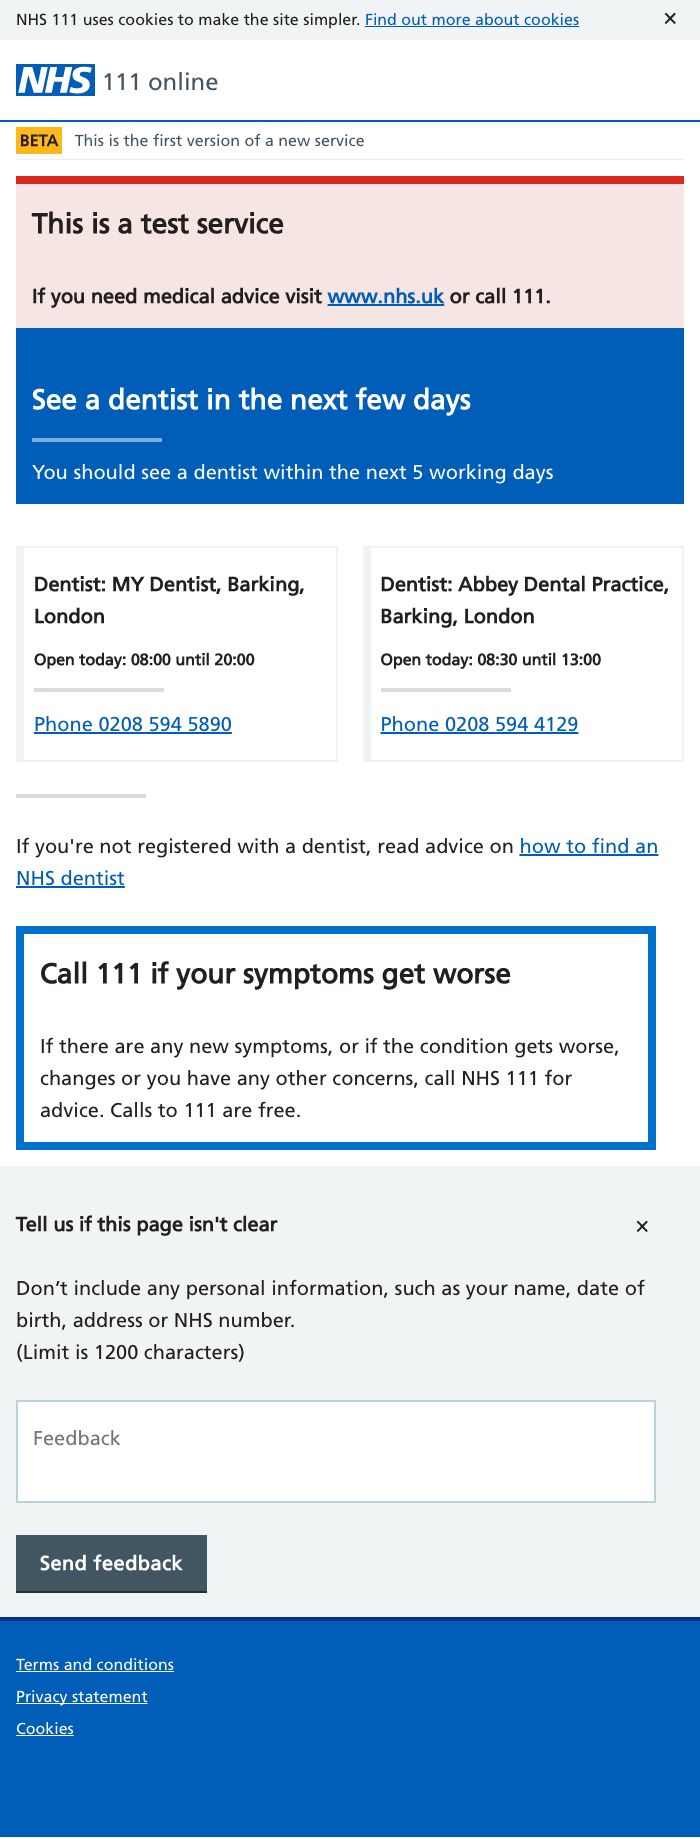 NHS 111 uses cookies to make the site simpler. Find out more about cookies ×
NHS 111 online
BETA This is the first version of a new service
This is a test service
If you need medical advice visit www.nhs.uk or call 111.
See a dentist in the next few days
You should see a dentist within the next 5 working days
Dentist: MY Dentist, Barking,
London
Open today: 08:00 until 20:00
Phone 0208 594 5890
Dentist: Abbey Dental Practice,
Barking, London
Open today: 08:30 until 13:00
Phone 0208 594 4129
If you're not registered with a dentist, read advice on how to find an
NHS dentist
Call 111 if your symptoms get worse
If there are any new symptoms, or if the condition gets worse,
changes or you have any other concerns, call NHS 111 for
advice. Calls to 111 are free.
Tell us if this page isn't clear ×
Don’t include any personal information, such as your name, date of
birth, address or NHS number.
(Limit is 1200 characters)
Feedback
Send feedback
Terms and conditions
Privacy statement
Cookies